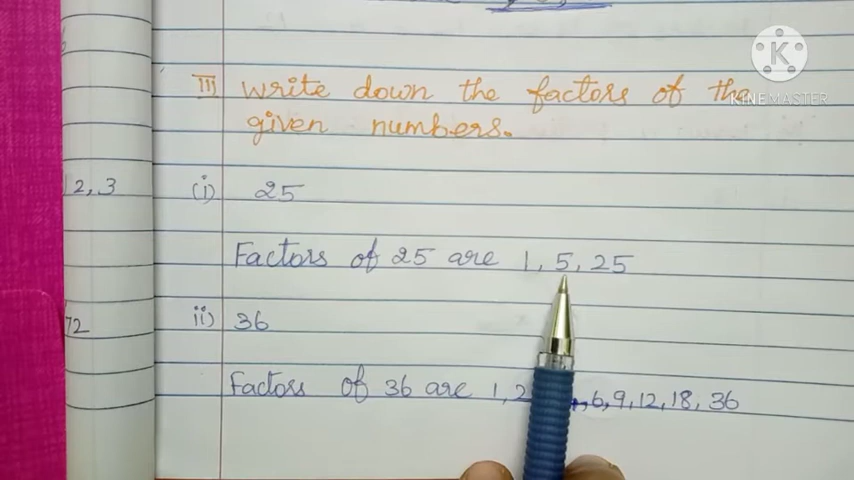 III Write down the factors of the
given numbers.
12, 3
(i) 25
Factors of 25 are 1, 5, 25
72
ii) 36
Factors of 36 are 1, 2 , 6, 9, 12, 18, 36
K
KINEMASTER